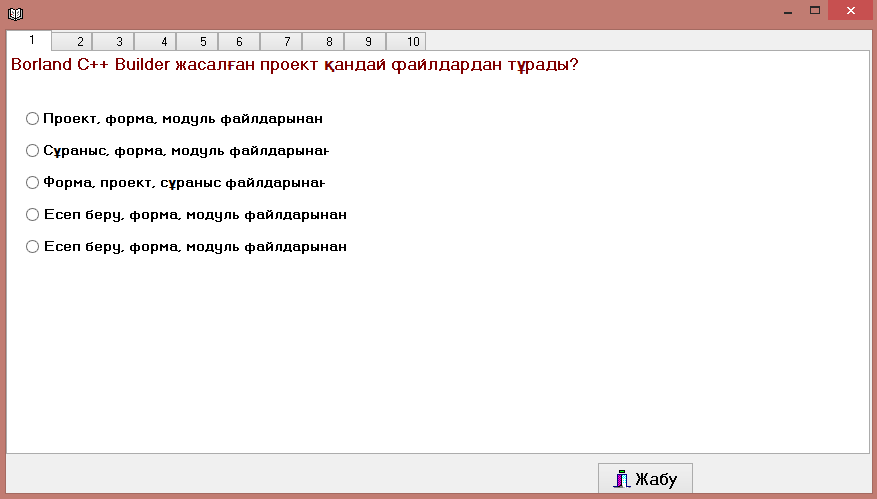 1 2 3 4 5 6 7 8 9 10
Borland C++ Builder жасалған проект қандай файлдардан тұрады?
Проект, форма, модуль файлдарынан
Сұраныс, форма, модуль файлдарынан
Форма, проект, сұраныс файлдарынан
Есеп беру, форма, модуль файлдарынан
Есеп беру, форма, модуль файлдарынан
Жабу